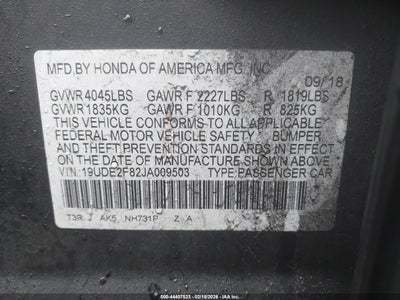 MFD.BY HONDA OF AMERICA MFG.,INC.
09/18
GVWR 4045LBS GAWR F 2227LBS R 1819LBS
GVWR 1835KG GAWR F 1010KG R 825KG
THIS VEHICLE CONFORMS TO ALL APPLICABLE
FEDERAL MOTOR VEHICLE SAFETY, BUMPER,
AND THEFT PREVENTION STANDARDS IN EFFECT
ON THE DATE OF MANUFACTURE SHOWN ABOVE.
V.I.N: 19UDE2F82JA009503 TYPE:PASSENGER CAR
T3R J AK5 NH731P Z A
© IAA 000-44407523 02/18/2026